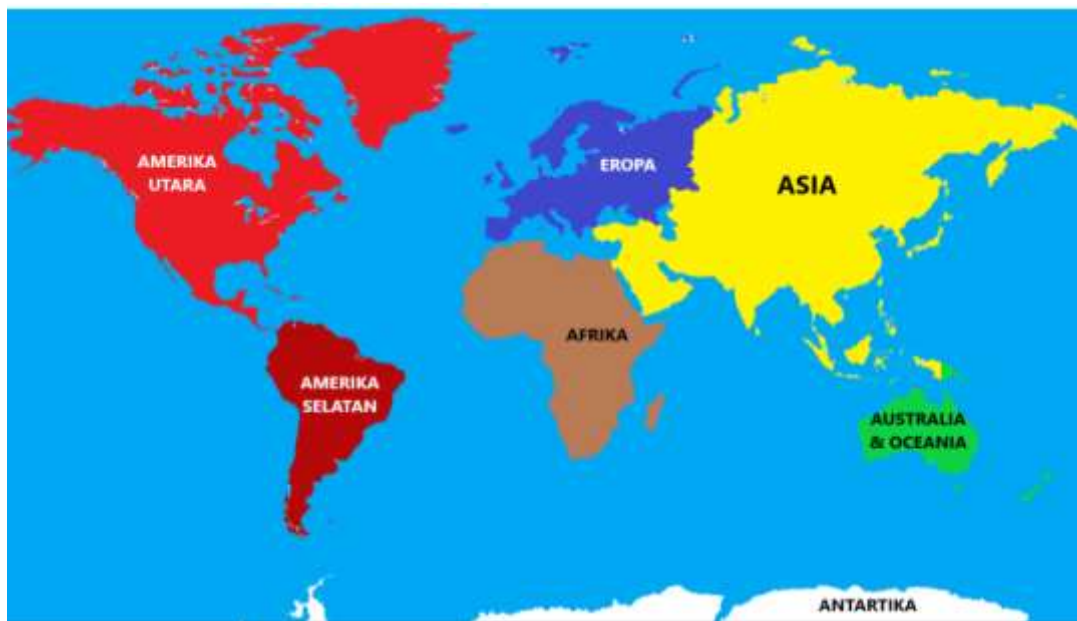 AMERIKA
UTARA
EROPA
ASIA
AFRIKA
AMERIKA
SELATAN
AUSTRALIA
& OCEANIA
ANTARTIKA